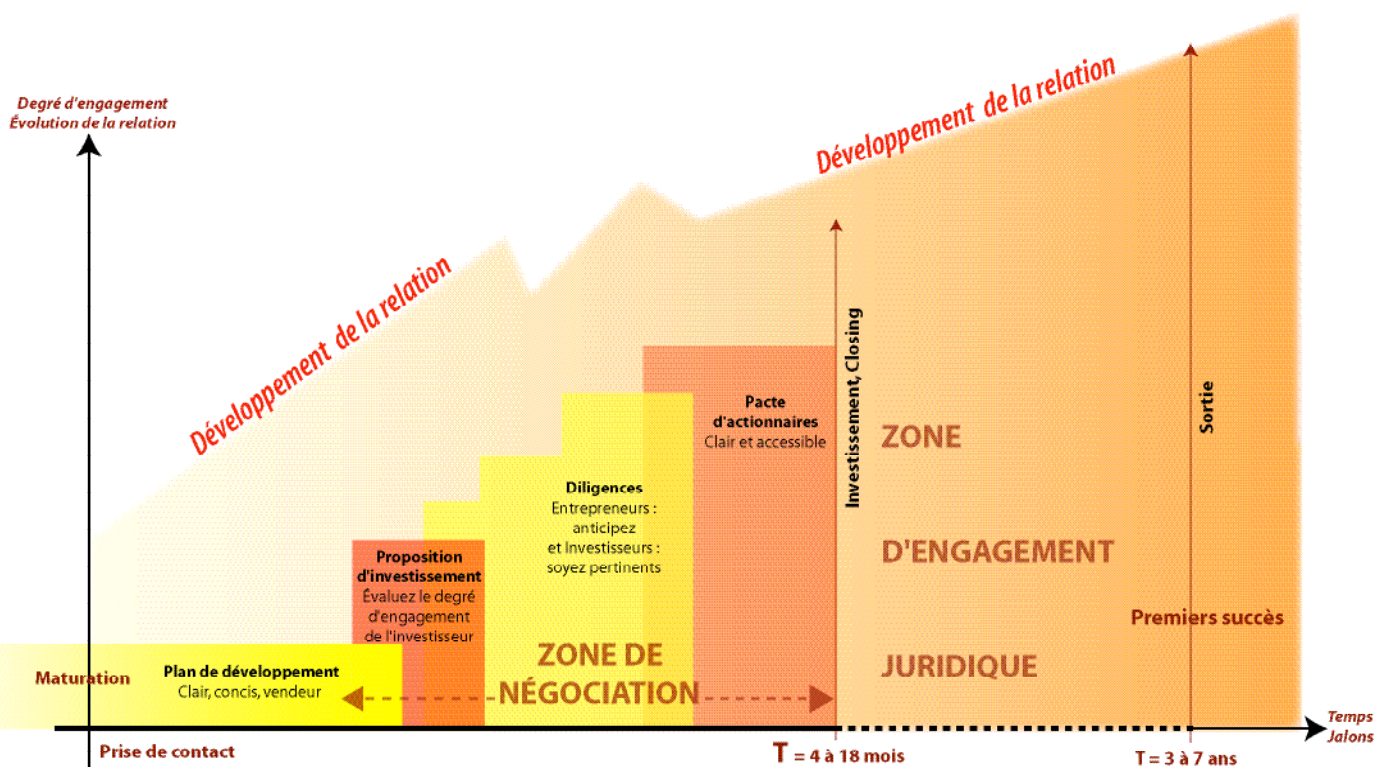 Degré d'engagement
Évolution de la relation
Développement de la relation
Développement de la relation
Investissement, Closing
Sortie
Pacte
d'actionnaires
Clair et accessible
ZONE
D'ENGAGEMENT
JURIDIQUE
Diligences
Entrepreneurs :
anticipez
et Investisseurs :
soyez pertinents
Proposition
d'investissement
Évaluez le degré
d'engagement
de l'investisseur
Premiers succès
ZONE DE
NÉGOCIATION
Maturation
Plan de développement
Clair, concis, vendeur
Temps
Jalons
Prise de contact
T = 4 à 18 mois
T = 3 à 7 ans